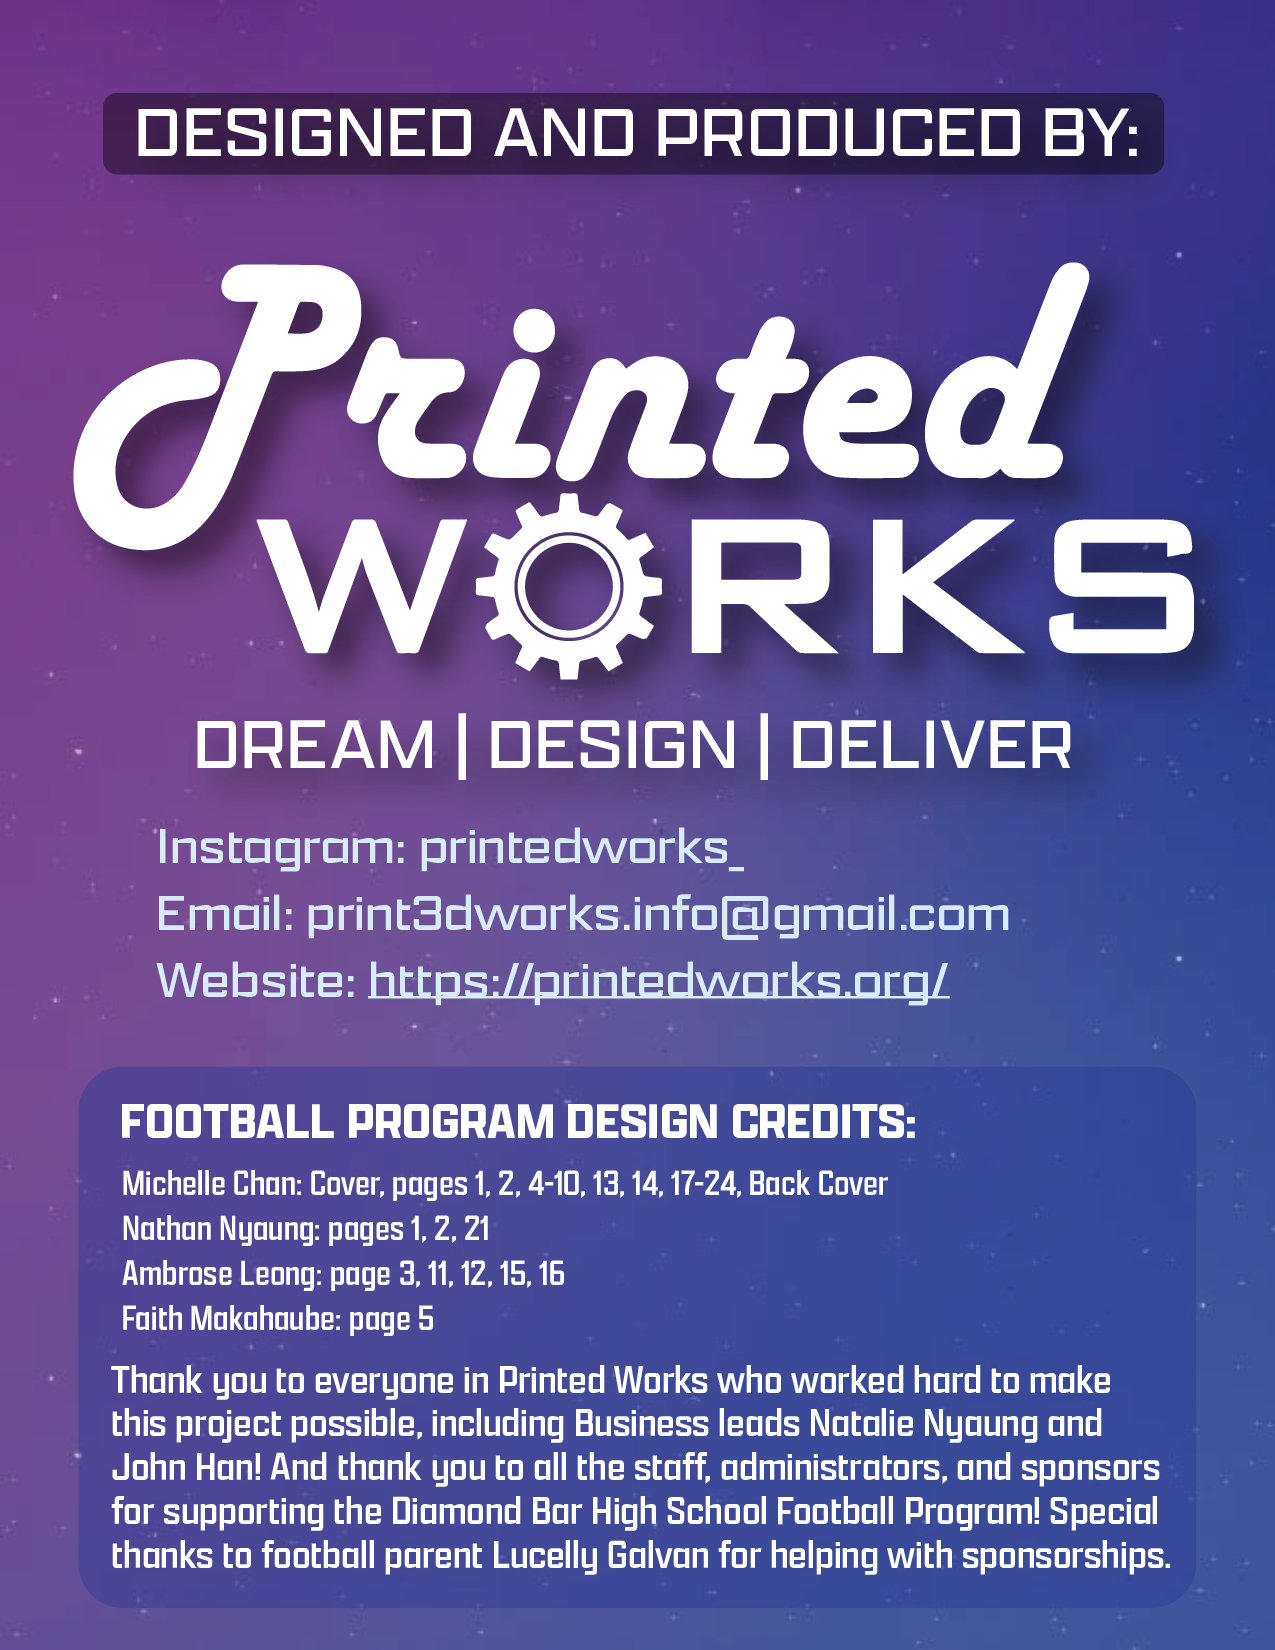 DESIGNED AND PRODUCED BY:
Printed
WORKS
DREAM | DESIGN | DELIVER
Instagram: printedworks_
Email: print3dworks.info@gmail.com
Website: https://printedworks.org/
FOOTBALL PROGRAM DESIGN CREDITS:
Michelle Chan: Cover, pages 1, 2, 4-10, 13, 14, 17-24, Back Cover
Nathan Nyaung: pages 1, 2, 21
Ambrose Leong: page 3, 11, 12, 15, 16
Faith Makahaube: page 5
Thank you to everyone in Printed Works who worked hard to make
this project possible, including Business leads Natalie Nyaung and
John Han! And thank you to all the staff, administrators, and sponsors
for supporting the Diamond Bar High School Football Program! Special
thanks to football parent Lucelly Galvan for helping with sponsorships.